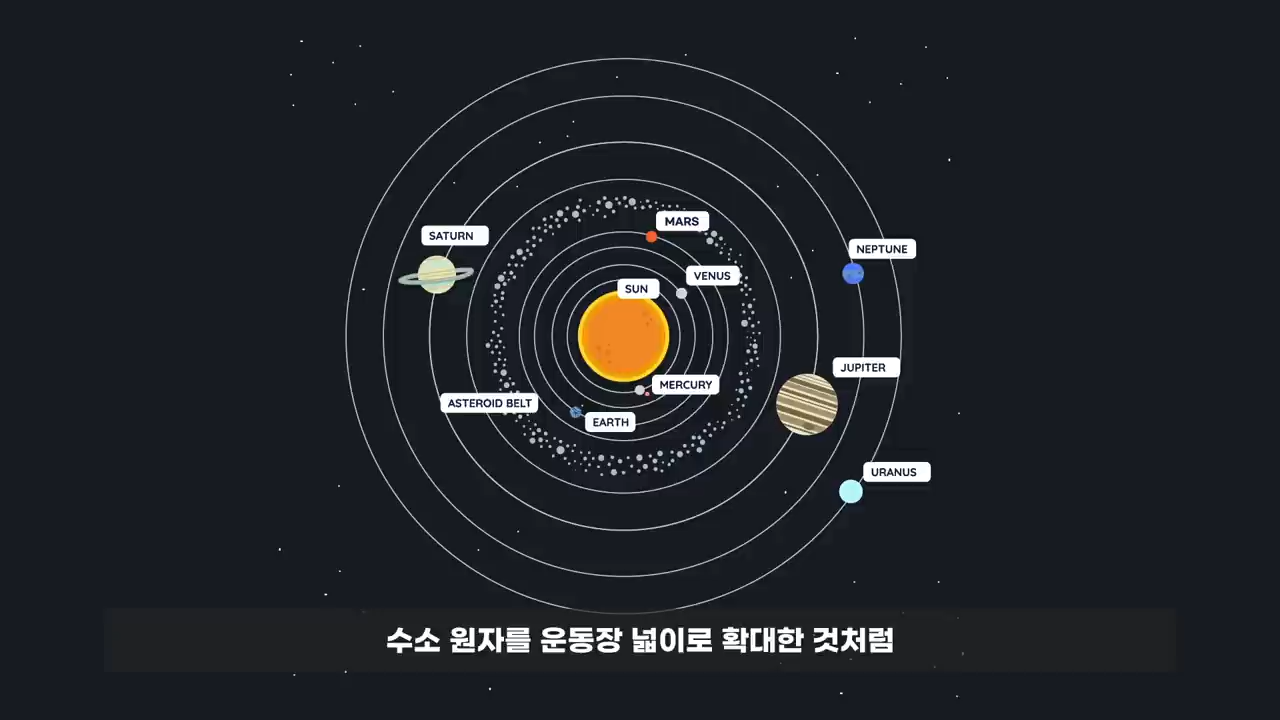 MARS
SATURN
NEPTUNE
VENUS
SUN
JUPITER
MERCURY
ASTEROID BELT
EARTH
URANUS
수소 원자를 운동장 넓이로 확대한 것처럼